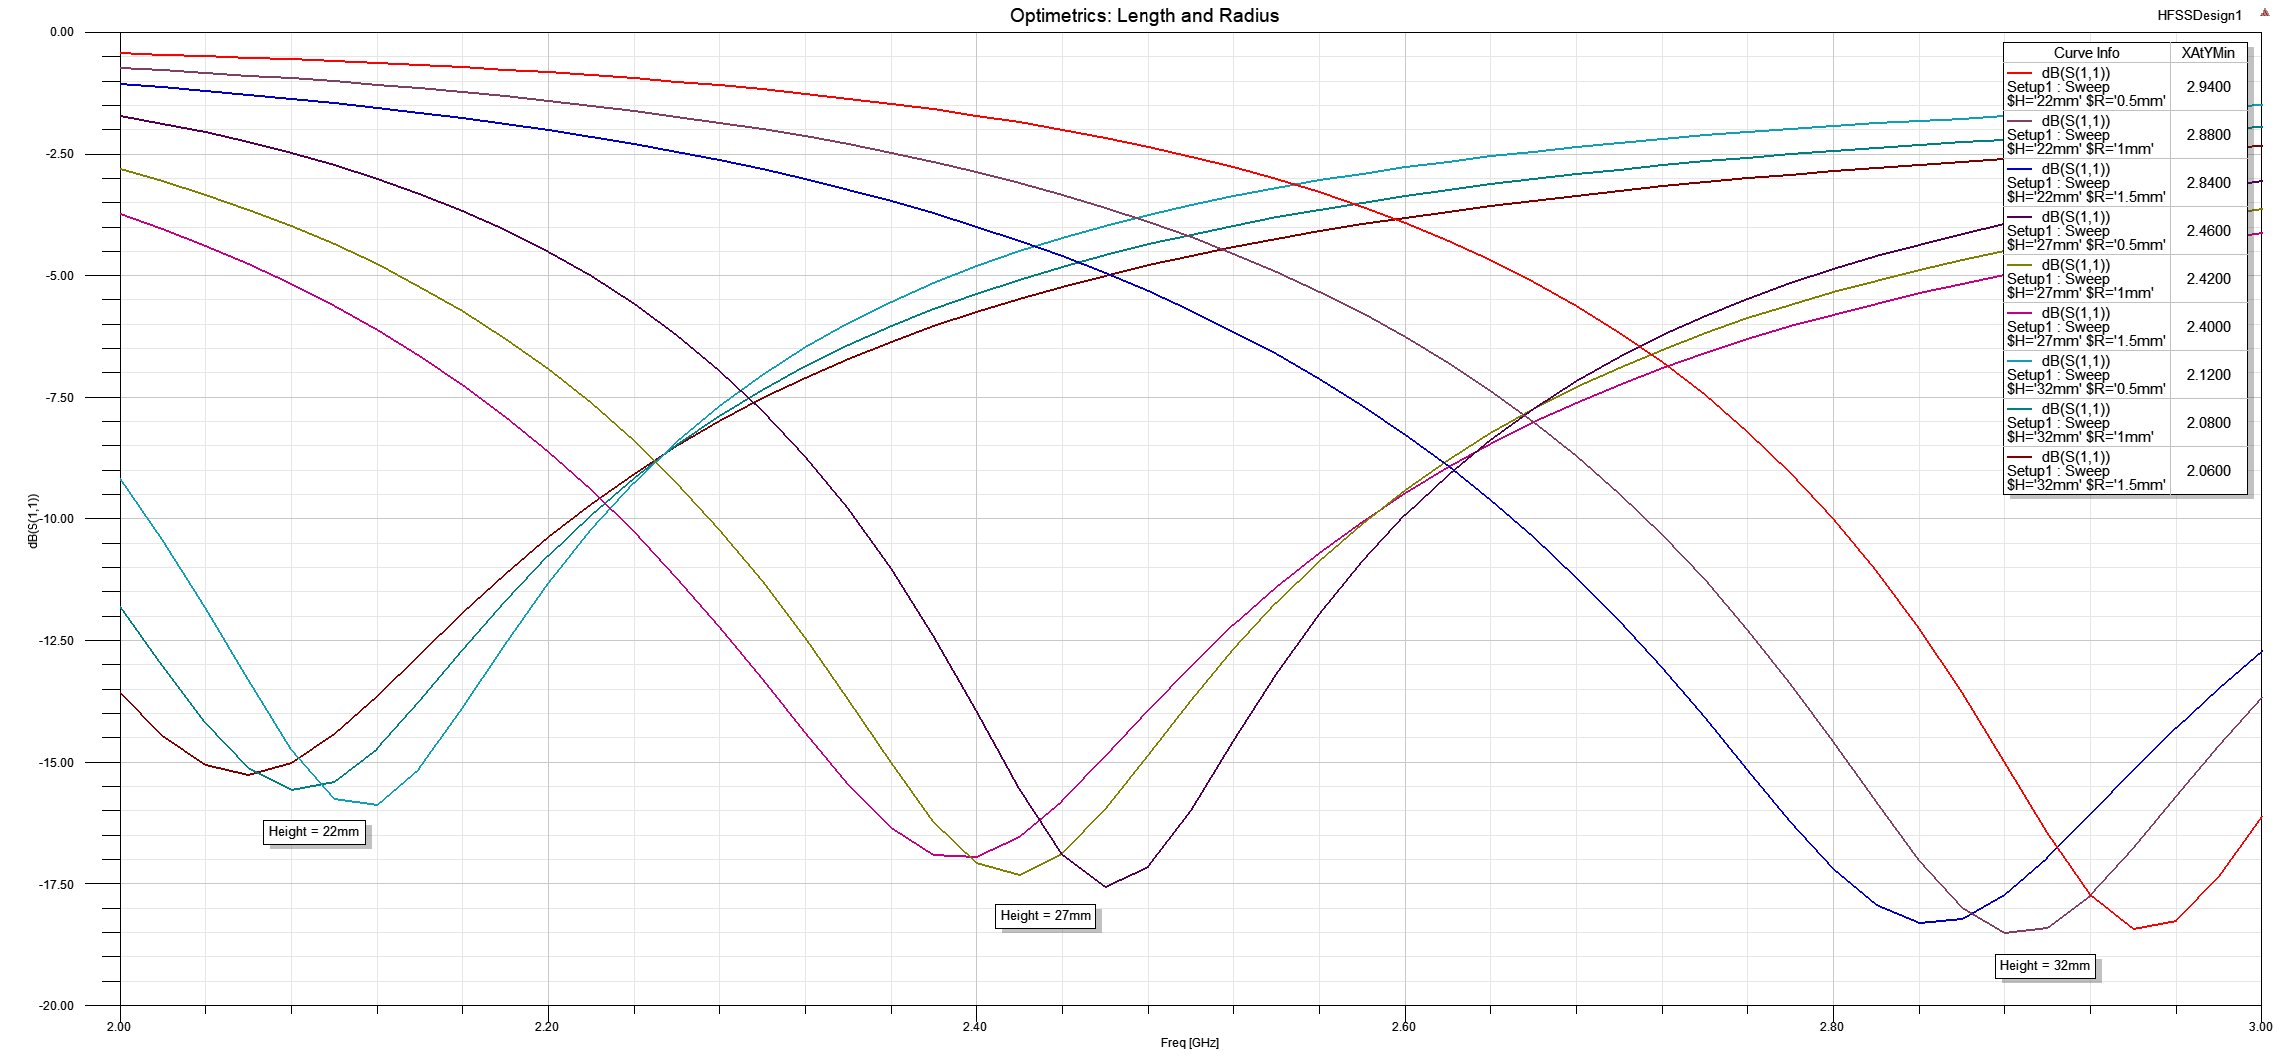 Optimetrics: Length and Radius
HFSSDesign1
Curve Info XAtYMin
dB(S(1,1))
Setup1 : Sweep
$H='22mm' $R='0.5mm'
2.9400
dB(S(1,1))
Setup1 : Sweep
$H='22mm' $R='1mm'
2.8800
dB(S(1,1))
Setup1 : Sweep
$H='22mm' $R='1.5mm'
2.8400
dB(S(1,1))
Setup1 : Sweep
$H='27mm' $R='0.5mm'
2.4600
dB(S(1,1))
Setup1 : Sweep
$H='27mm' $R='1mm'
2.4200
dB(S(1,1))
Setup1 : Sweep
$H='27mm' $R='1.5mm'
2.4000
dB(S(1,1))
Setup1 : Sweep
$H='32mm' $R='0.5mm'
2.1200
dB(S(1,1))
Setup1 : Sweep
$H='32mm' $R='1mm'
2.0800
dB(S(1,1))
Setup1 : Sweep
$H='32mm' $R='1.5mm'
2.0600
0.00
-2.50
-5.00
-7.50
-10.00
-12.50
-15.00
-17.50
-20.00
dB(S(1,1))
Height = 22mm
Height = 27mm
Height = 32mm
2.00 2.20 2.40 2.60 2.80 3.00
Freq [GHz]